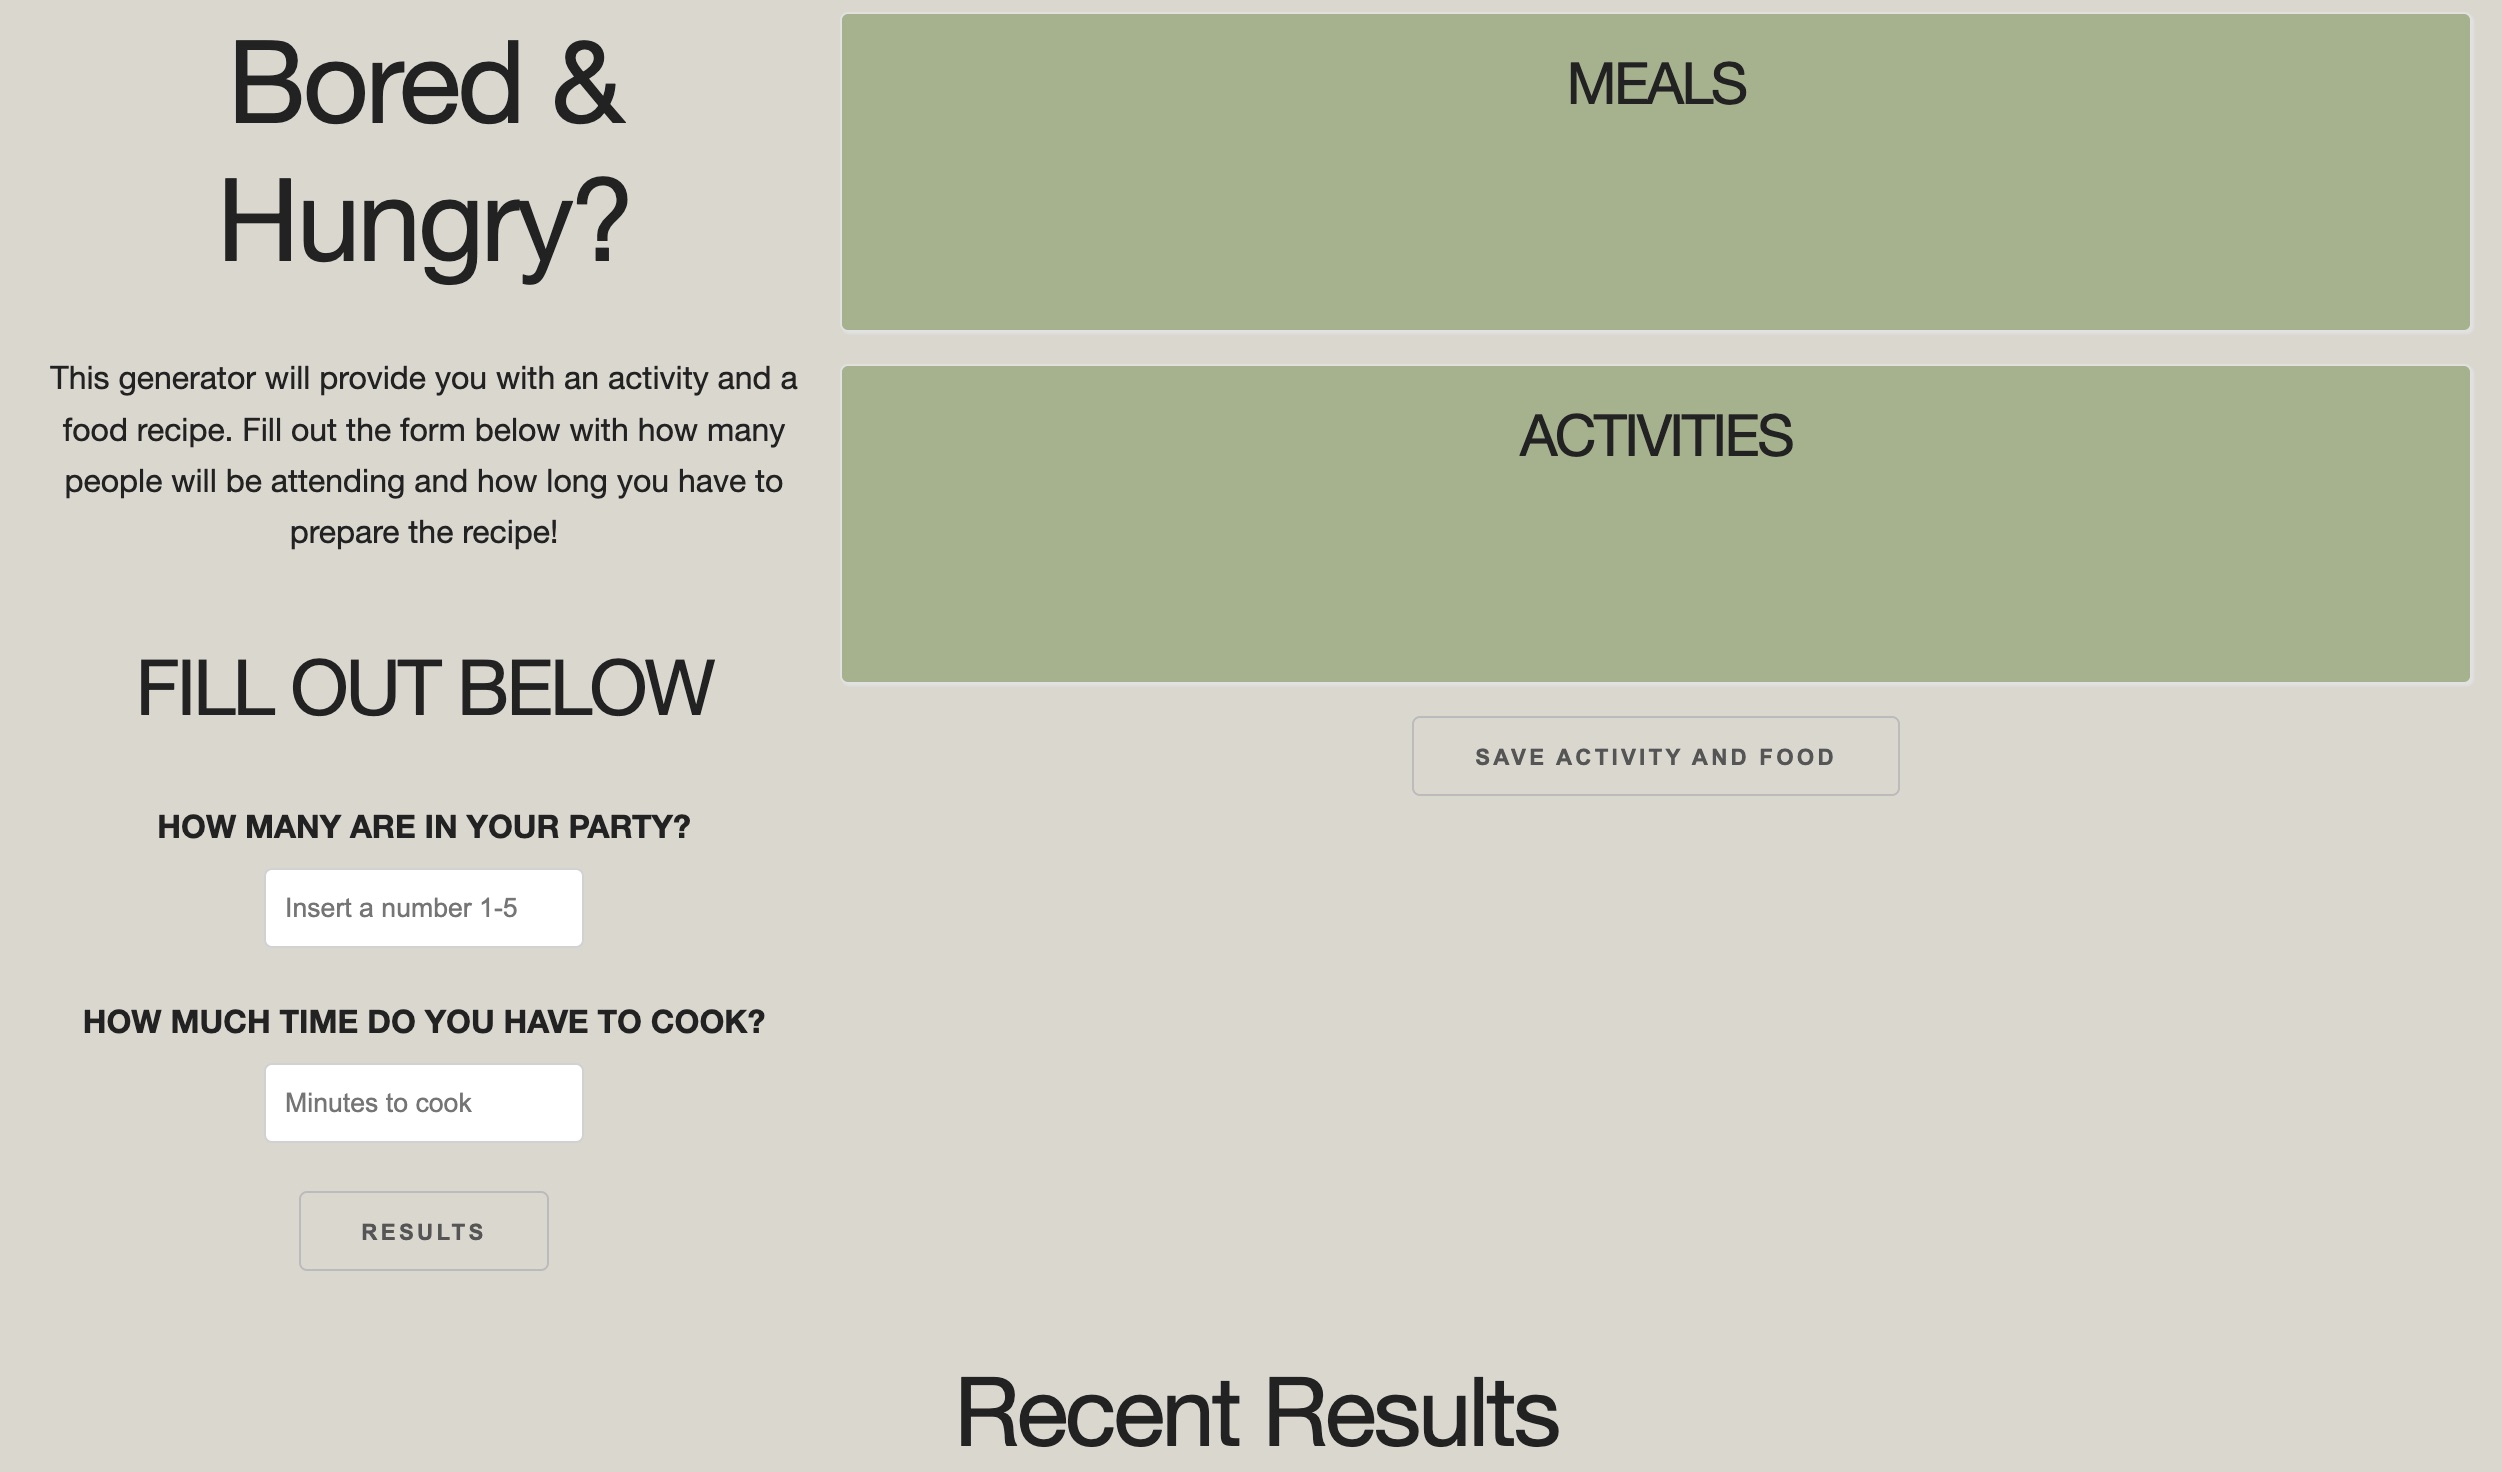 Bored &
Hungry?
This generator will provide you with an activity and a
food recipe. Fill out the form below with how many
people will be attending and how long you have to
prepare the recipe!
FILL OUT BELOW
HOW MANY ARE IN YOUR PARTY?
Insert a number 1-5
HOW MUCH TIME DO YOU HAVE TO COOK?
Minutes to cook
RESULTS
MEALS
ACTIVITIES
SAVE ACTIVITY AND FOOD
Recent Results